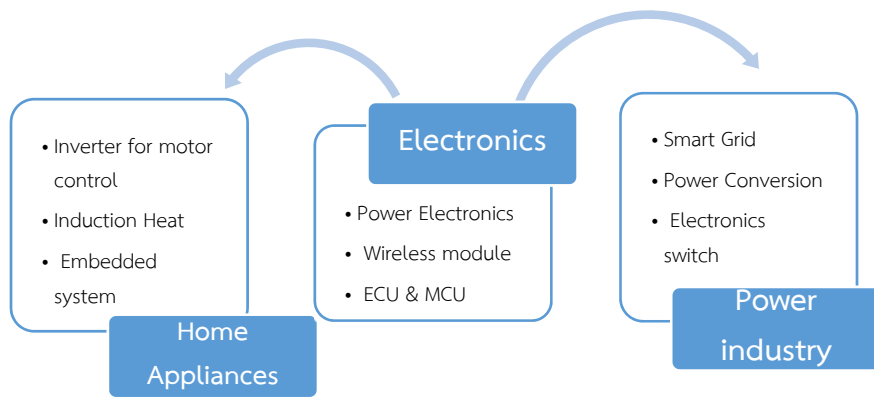 • Inverter for motor
control
• Induction Heat
• Embedded
system
Home
Appliances
Electronics
• Power Electronics
• Wireless module
• ECU & MCU
• Smart Grid
• Power Conversion
• Electronics
switch
Power
industry